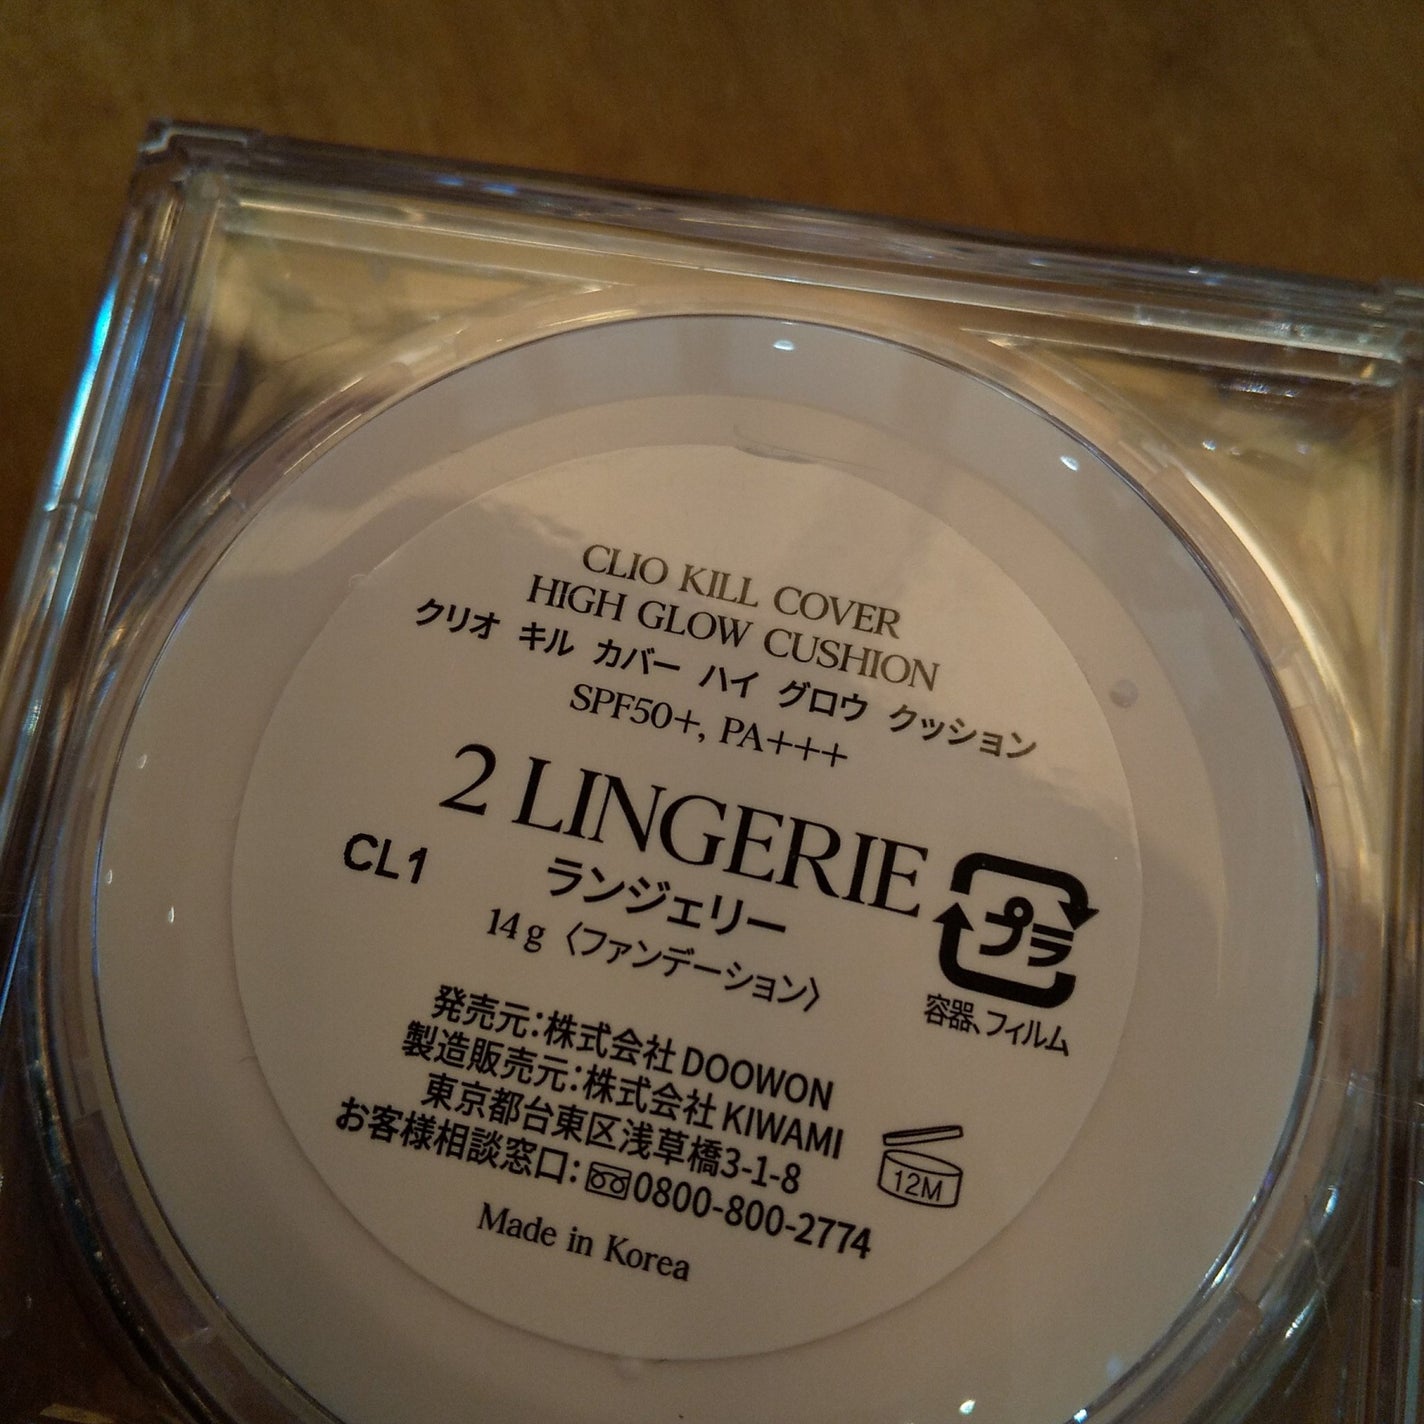 CLIO KILL COVER
HIGH GLOW CUSHION
クリオ キル カバー ハイ グロウ クッション
SPF50+, PA+++
2 LINGERIE
CL1
ランジェリー
14 g 〈ファンデーション〉
プラ
容器、フィルム
発売元:株式会社 DOOWON
製造販売元:株式会社 KIWAMI
東京都台東区浅草橋3-1-8
お客様相談窓口:0800-800-2774
12M
Made in Korea